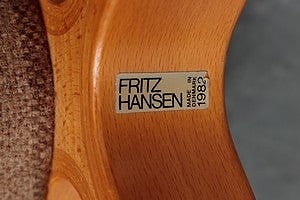 FRITZ
HANSEN
MADE IN
DENMARK
1982